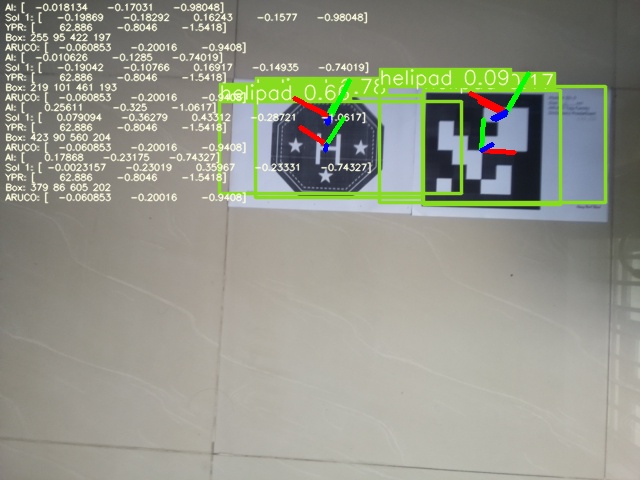 AI: [ -0.018134 -0.17031 -0.98048]
Sol 1: [ -0.19869 -0.18292 0.16243 -0.1577 -0.98048]
YPR: [ 62.886 -0.8046 -1.5418]
Box: 255 95 422 197
ARUCO: [ -0.060853 -0.20016 -0.9408]
AI: [ -0.010626 -0.1285 -0.74019]
Sol 1: [ -0.19042 -0.10766 0.16917 -0.14935 -0.74019]
YPR: [ 62.886 -0.8046 -1.5418]
Box: 219 101 461 193
ARUCO: [ -0.060853 -0.20016 -0.9408]
AI: [ 0.25611 -0.325 -1.0617]
Sol 1: [ 0.079094 -0.36279 0.43312 -0.28721 -1.0617]
YPR: [ 62.886 -0.8046 -1.5418]
Box: 423 90 560 204
ARUCO: [ -0.060853 -0.20016 -0.9408]
AI: [ 0.17868 -0.23175 -0.74327]
Sol 1: [ -0.0023157 -0.23019 0.35967 -0.23331 -0.74327]
YPR: [ 62.886 -0.8046 -1.5418]
Box: 379 86 605 202
ARUCO: [ -0.060853 -0.20016 -0.9408]
helipad 0.09
helipad
H